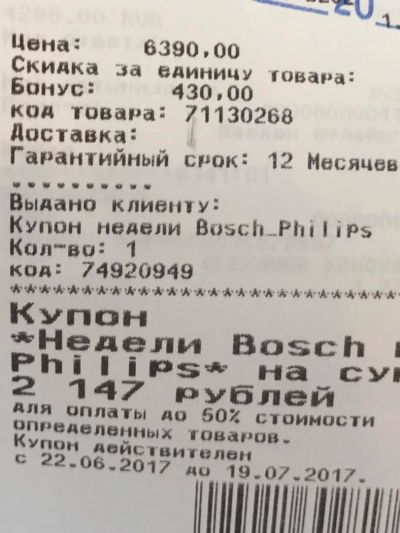 Цена: 6390,00
Скидка за единицу товара:
Бонус: 430,00
код товара: 71130268
Доставка:
Гарантийный срок: 12 Месяцев
Выдано клиенту:
Купон недели Bosch_Philips
Кол-во: 1
код: 74920949
****************************************
Купон
*Недели Bosch
Philips* на су
2 147 рублей
для оплаты до 50% стоимости
определенных товаров.
Купон действителен
с 22.06.2017 до 19.07.2017.